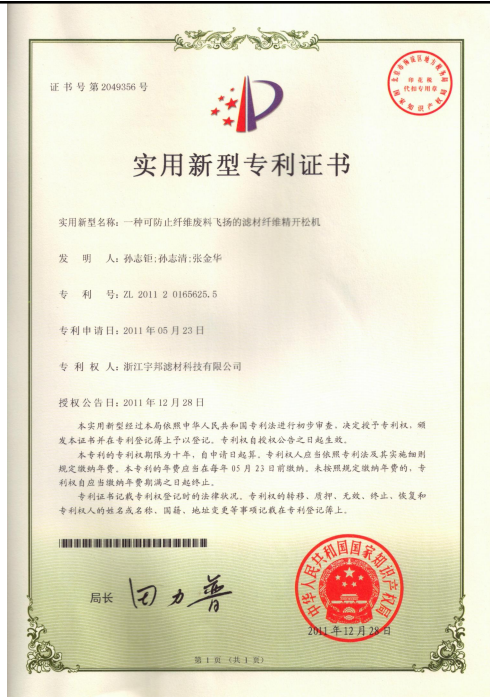 证书号第2049356号
印花税
代扣专用章
国家知识产权局
实用新型专利证书
实用新型名称：一种可防止纤维废料飞扬的滤材纤维精开松机
发明人：孙志钜;孙志清;张金华
专利号：ZL 2011 2 0165625.5
专利申请日：2011年05月23日
专利权人：浙江宇邦滤材科技有限公司
授权公告日：2011年12月28日
本实用新型经过本局依照中华人民共和国专利法进行初步审查，决定授予专利权，颁
发本证书并在专利登记簿上予以登记。专利权自授权公告之日起生效。
本专利的专利权期限为十年，自申请日起算。专利权人应当依照专利法及其实施细则
规定缴纳年费。本专利的年费应当在每年05月23日前缴纳。未按照规定缴纳年费的，专
利权自应当缴纳年费期满之日起终止。
专利证书记载专利权登记时的法律状况。专利权的转移、质押、无效、终止、恢复和
专利权人的姓名或名称、国籍、地址变更等事项记载在专利登记簿上。
局长
田力普
中华人民共和国国家知识产权局
2011年12月28日
第1页（共1页）